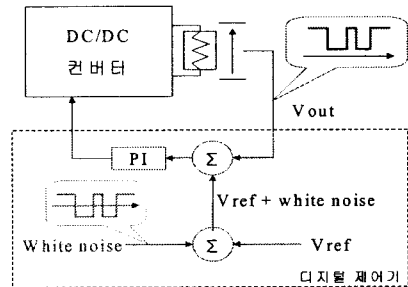 DC/DC
컨버터
Vout
PI
Σ
Vref + white noise
White noise
Σ
Vref
디지털 제어기